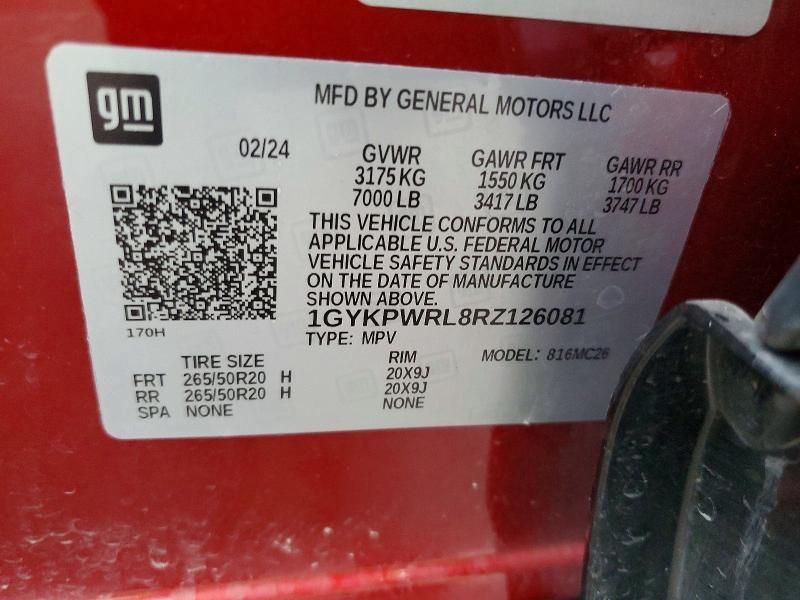 gm
MFD BY GENERAL MOTORS LLC
02/24
GVWR GAWR FRT GAWR RR
3175 KG 1550 KG 1700 KG
7000 LB 3417 LB 3747 LB
THIS VEHICLE CONFORMS TO ALL
APPLICABLE U.S. FEDERAL MOTOR
VEHICLE SAFETY STANDARDS IN EFFECT
ON THE DATE OF MANUFACTURE
SHOWN ABOVE.
1GYKPWRL8RZ126081
170H
TYPE: MPV MODEL: 816MC26
TIRE SIZE RIM
FRT 265/50R20 H 20X9J
RR 265/50R20 H 20X9J
SPA NONE NONE